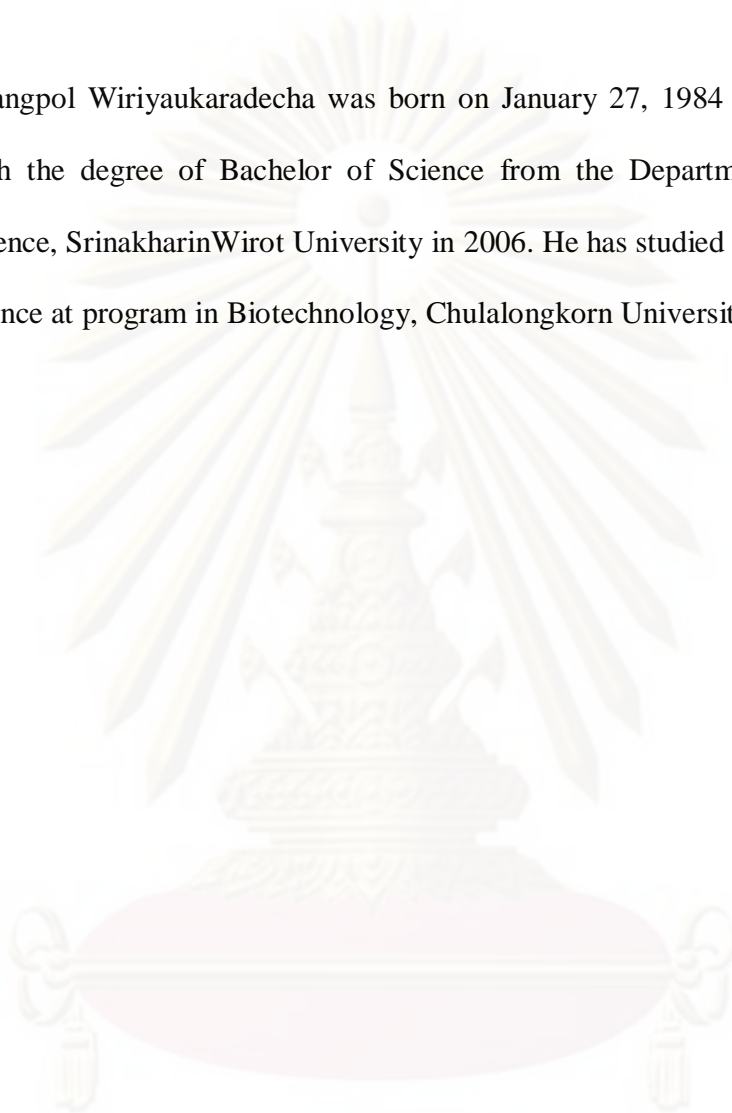 angpol Wiriyaukaradecha was born on January 27, 1984
h the degree of Bachelor of Science from the Departm
ence, SrinakharinWirot University in 2006. He has studied
nce at program in Biotechnology, Chulalongkorn Universit